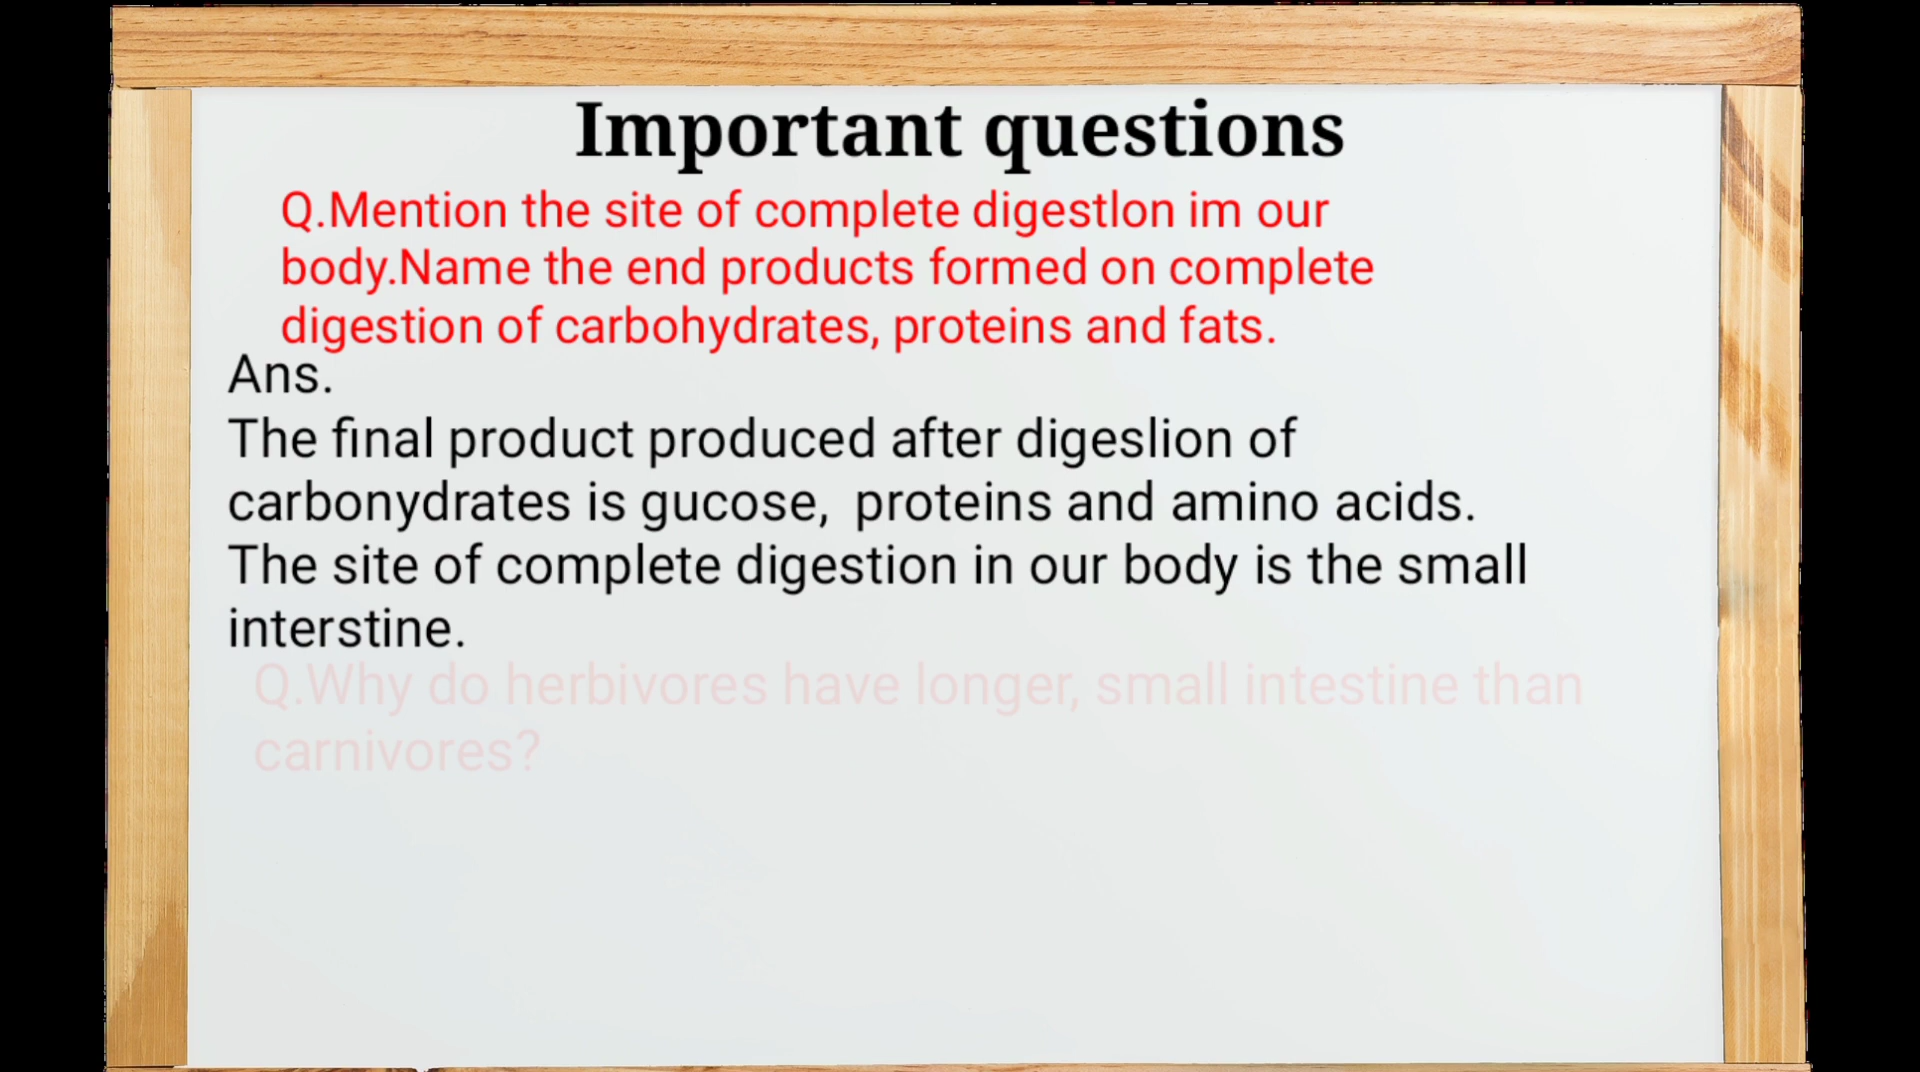 Important questions
Q.Mention the site of complete digestlon im our
body.Name the end products formed on complete
digestion of carbohydrates, proteins and fats.
Ans.
The final product produced after digeslion of
carbonydrates is gucose,  proteins and amino acids.
The site of complete digestion in our body is the small
interstine.
Q.Why do herbivores have longer, small intestine than
carnivores?